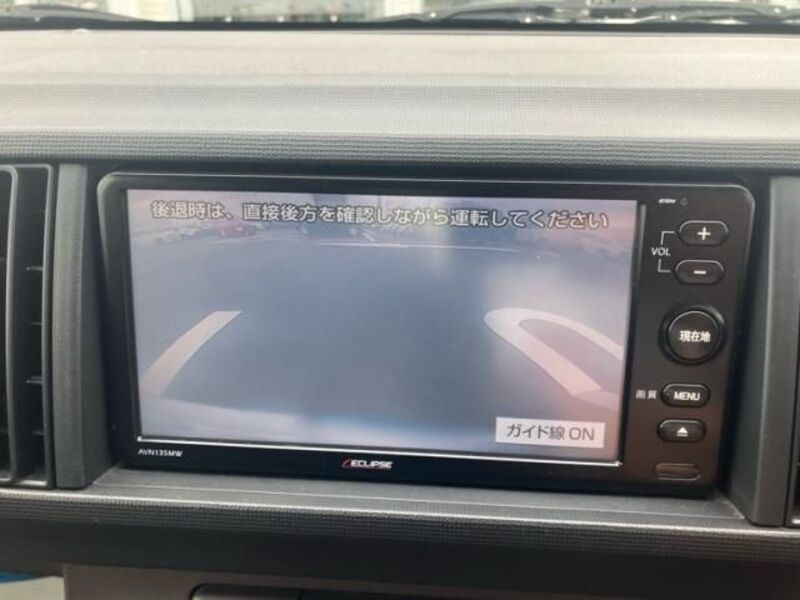 後退時は、直接後方を確認しながら運転してください
+
VOL
−
現在地
画質 MENU
ガイド線 ON
AVN135MW
ECLIPSE